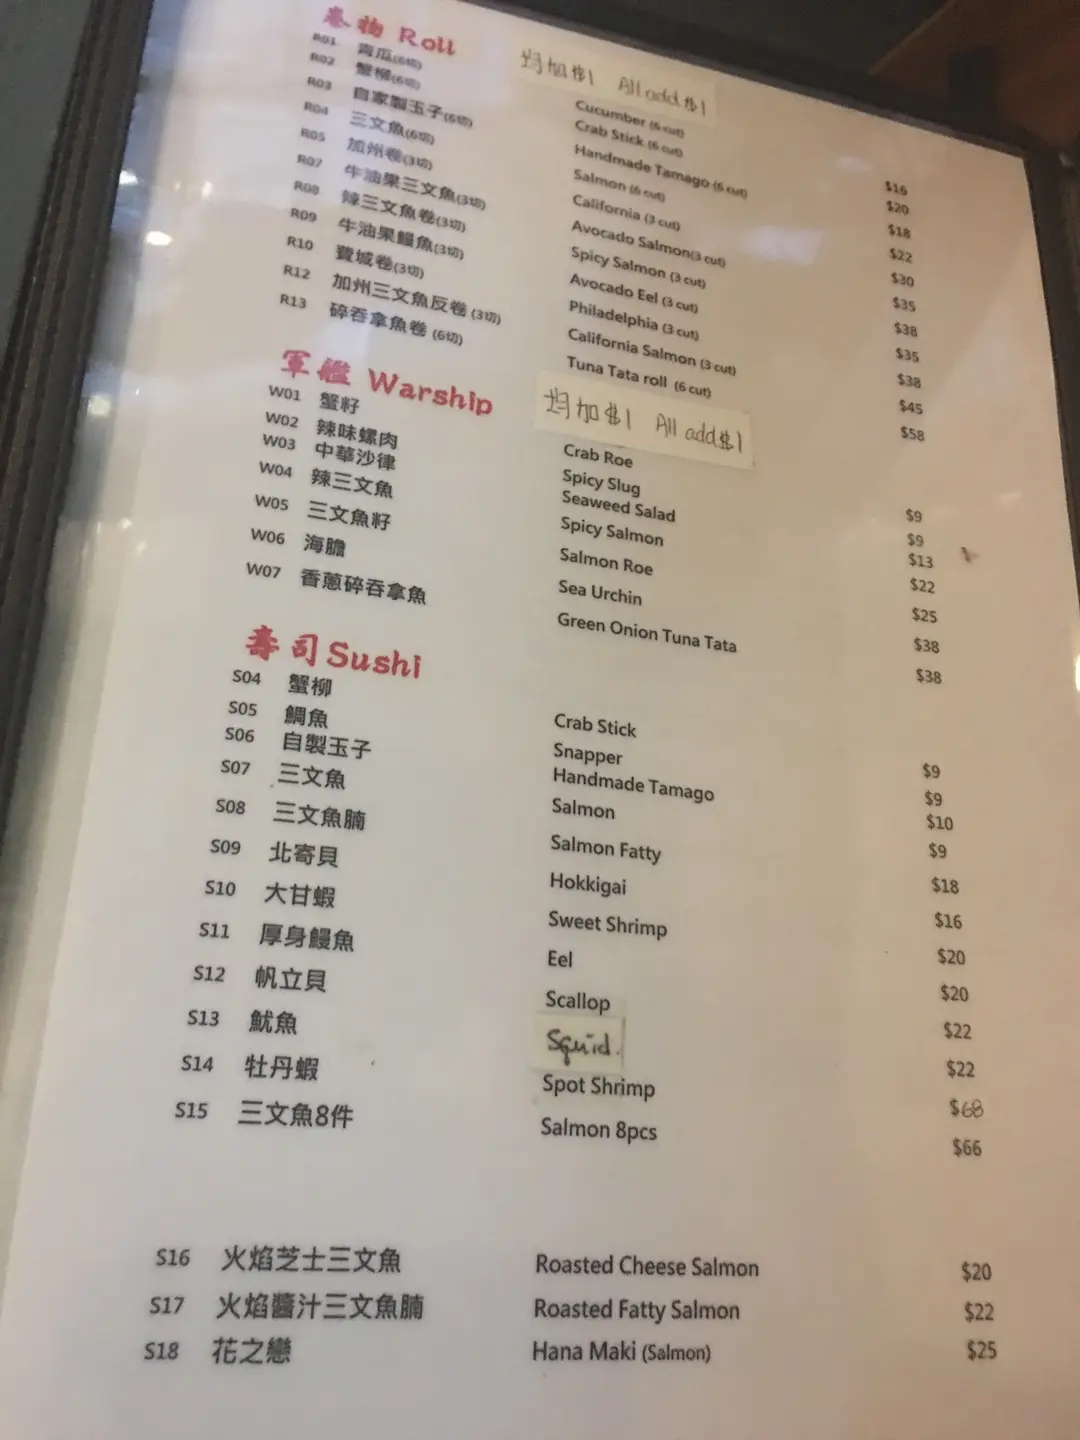 卷物 Roll 均加$1 All add $1
R01 青瓜(6切) Cucumber (6 cut) $16
R02 蟹柳(6切) Crab Stick (6 cut) $20
R03 自家製玉子(6切) Handmade Tamago (6 cut) $18
R04 三文魚(6切) Salmon (6 cut) $22
R05 加州卷(3切) California (3 cut) $30
R07 牛油果三文魚(3切) Avocado Salmon(3 cut) $35
R08 辣三文魚卷(3切) Spicy Salmon (3 cut) $38
R09 牛油果鰻魚(3切) Avocado Eel (3 cut) $35
R10 費城卷(3切) Philadelphia (3 cut) $38
R12 加州三文魚反卷(3切) California Salmon (3 cut) $45
R13 碎吞拿魚卷 (6切) Tuna Tata roll (6 cut) $58
軍艦 Warship 均加$1 All add $1
W01 蟹籽 Crab Roe $9
W02 辣味螺肉 Spicy Slug $9
W03 中華沙律 Seaweed Salad $13
W04 辣三文魚 Spicy Salmon $22
W05 三文魚籽 Salmon Roe $25
W06 海膽 Sea Urchin $38
W07 香蔥碎吞拿魚 Green Onion Tuna Tata $38
壽司Sushi
S04 蟹柳 Crab Stick $9
S05 鯛魚 Snapper $9
S06 自製玉子 Handmade Tamago $10
S07 三文魚 Salmon $9
S08 三文魚腩 Salmon Fatty $18
S09 北寄貝 Hokkigai $16
S10 大甘蝦 Sweet Shrimp $20
S11 厚身鰻魚 Eel $20
S12 帆立貝 Scallop $22
S13 魷魚 Squid. $22
S14 牡丹蝦 Spot Shrimp $68
S15 三文魚8件 Salmon 8pcs $66
S16 火焰芝士三文魚 Roasted Cheese Salmon $20
S17 火焰醬汁三文魚腩 Roasted Fatty Salmon $22
S18 花之戀 Hana Maki (Salmon) $25